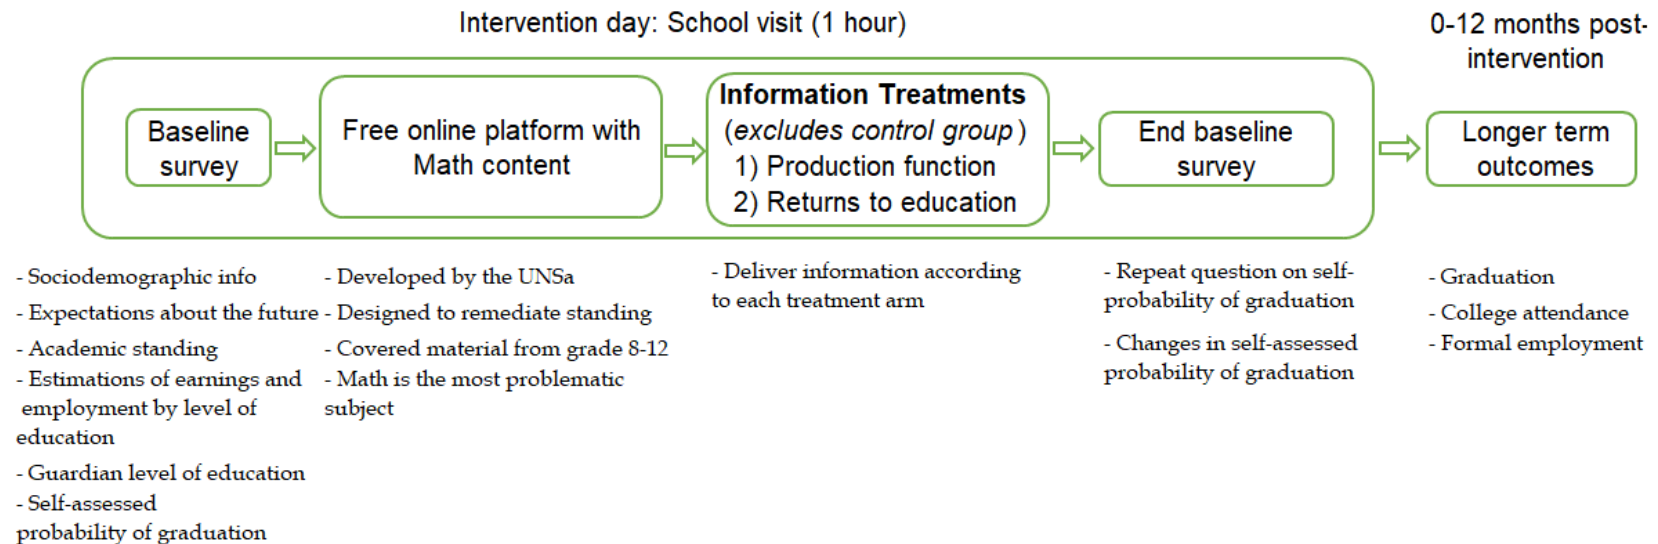 Intervention day: School visit (1 hour)
0-12 months post-
intervention
Baseline
survey
Free online platform with
Math content
Information Treatments
(excludes control group)
1) Production function
2) Returns to education
End baseline
survey
Longer term
outcomes
- Sociodemographic info
- Expectations about the future
- Academic standing
- Estimations of earnings and
employment by level of
education
- Guardian level of education
- Self-assessed
probability of graduation
- Developed by the UNSa
- Designed to remediate standing
- Covered material from grade 8-12
- Math is the most problematic
subject
- Deliver information according
to each treatment arm
- Repeat question on self-
probability of graduation
- Changes in self-assessed
probability of graduation
- Graduation
- College attendance
- Formal employment